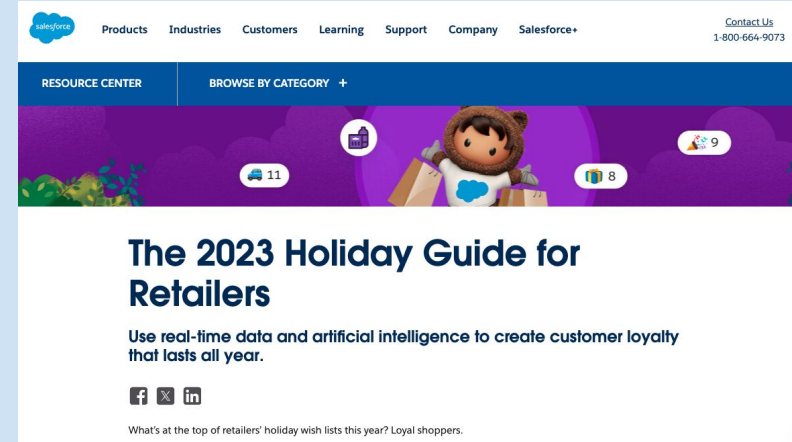 salesforce
Products Industries Customers Learning Support Company Salesforce+
Contact Us
1-800-664-9073
RESOURCE CENTER BROWSE BY CATEGORY +
11
8
9
The 2023 Holiday Guide for
Retailers
Use real-time data and artificial intelligence to create customer loyalty
that lasts all year.
What's at the top of retailers' holiday wish lists this year? Loyal shoppers.